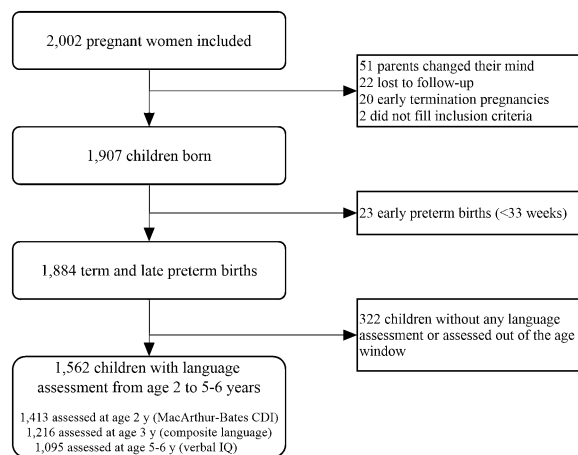 2,002 pregnant women included
51 parents changed their mind
22 lost to follow-up
20 early termination pregnancies
2 did not fill inclusion criteria
1,907 children born
23 early preterm births (<33 weeks)
1,884 term and late preterm births
322 children without any language
assessment or assessed out of the age
window
1,562 children with language
assessment from age 2 to 5-6 years
1,413 assessed at age 2 y (MacArthur-Bates CDI)
1,216 assessed at age 3 y (composite language)
1,095 assessed at age 5-6 y (verbal IQ)